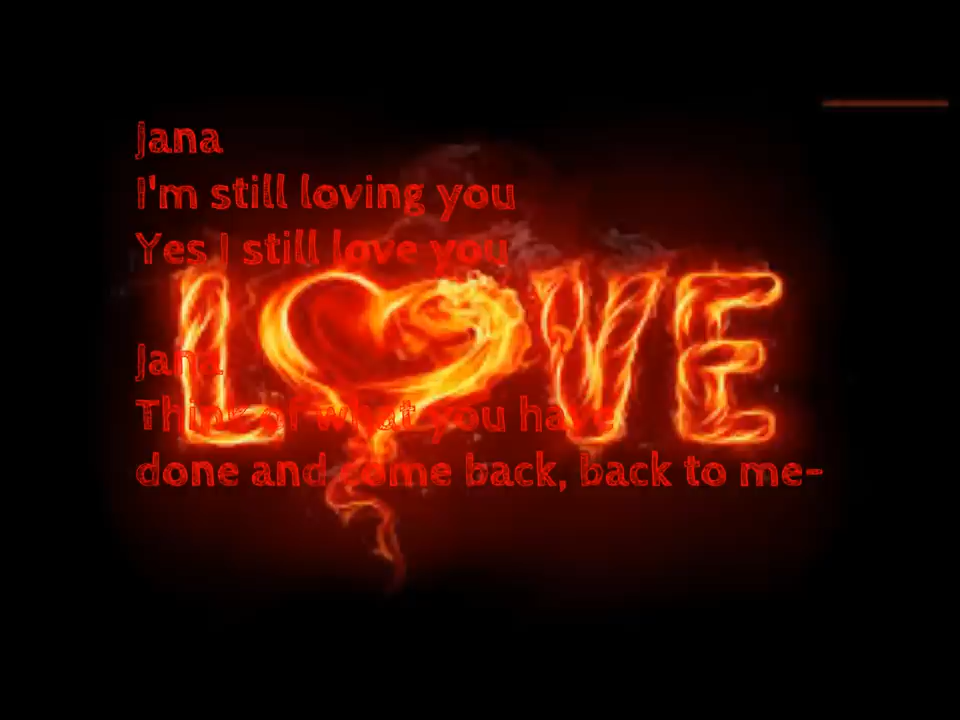 Jana
I'm still loving you
Yes I still love you
LOVE
Jana
Think of what you have
done and come back, back to me-